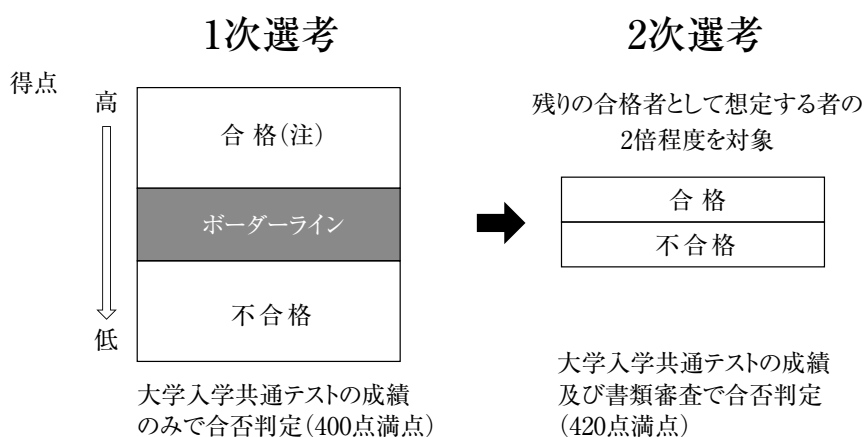 1次選考
得点
高
合 格(注)
ボーダーライン
不合格
低
大学入学共通テストの成績
のみで合否判定(400点満点)
2次選考
残りの合格者として想定する者の
2倍程度を対象
合 格
不合格
大学入学共通テストの成績
及び書類審査で合否判定
(420点満点)